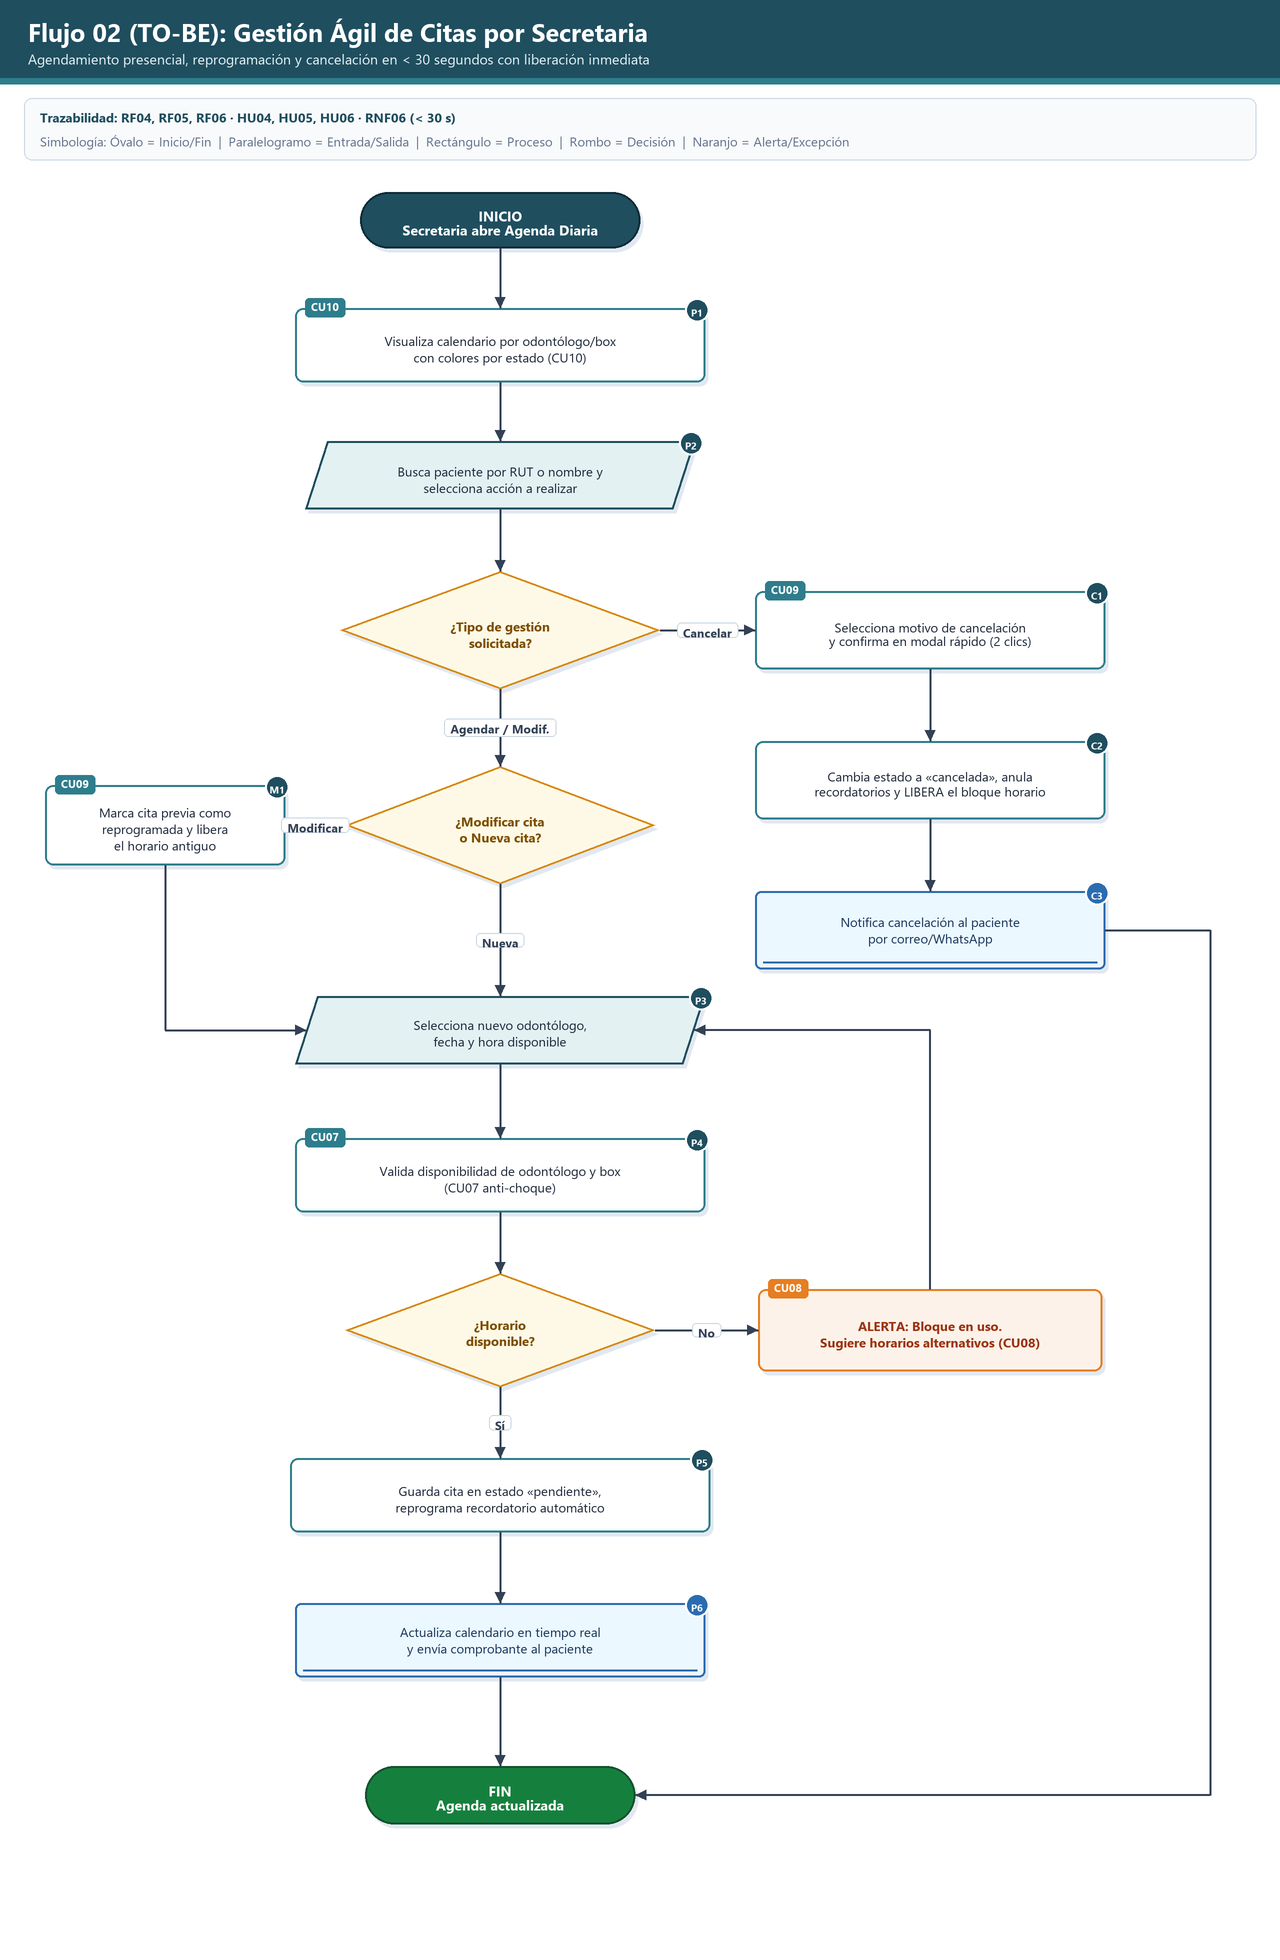 Flujo 02 (TO-BE): Gestión Ágil de Citas por Secretaria
Agendamiento presencial, reprogramación y cancelación en < 30 segundos con liberación inmediata
Trazabilidad: RF04, RF05, RF06 · HU04, HU05, HU06 · RNF06 (< 30 s)
Simbología: Óvalo = Inicio/Fin | Paralelogramo = Entrada/Salida | Rectángulo = Proceso | Rombo = Decisión | Naranjo = Alerta/Excepción
INICIO
Secretaria abre Agenda Diaria
CU10
P1
Visualiza calendario por odontólogo/box
con colores por estado (CU10)
P2
Busca paciente por RUT o nombre y
selecciona acción a realizar
¿Tipo de gestión
solicitada?
Cancelar
CU09
C1
Selecciona motivo de cancelación
y confirma en modal rápido (2 clics)
Agendar / Modif.
C2
Cambia estado a «cancelada», anula
recordatorios y LIBERA el bloque horario
CU09
M1
Marca cita previa como
reprogramada y libera
el horario antiguo
Modificar
¿Modificar cita
o Nueva cita?
C3
Notifica cancelación al paciente
por correo/WhatsApp
Nueva
P3
Selecciona nuevo odontólogo,
fecha y hora disponible
CU07
P4
Valida disponibilidad de odontólogo y box
(CU07 anti-choque)
¿Horario
disponible?
No
CU08
ALERTA: Bloque en uso.
Sugiere horarios alternativos (CU08)
Sí
P5
Guarda cita en estado «pendiente»,
reprograma recordatorio automático
P6
Actualiza calendario en tiempo real
y envía comprobante al paciente
FIN
Agenda actualizada